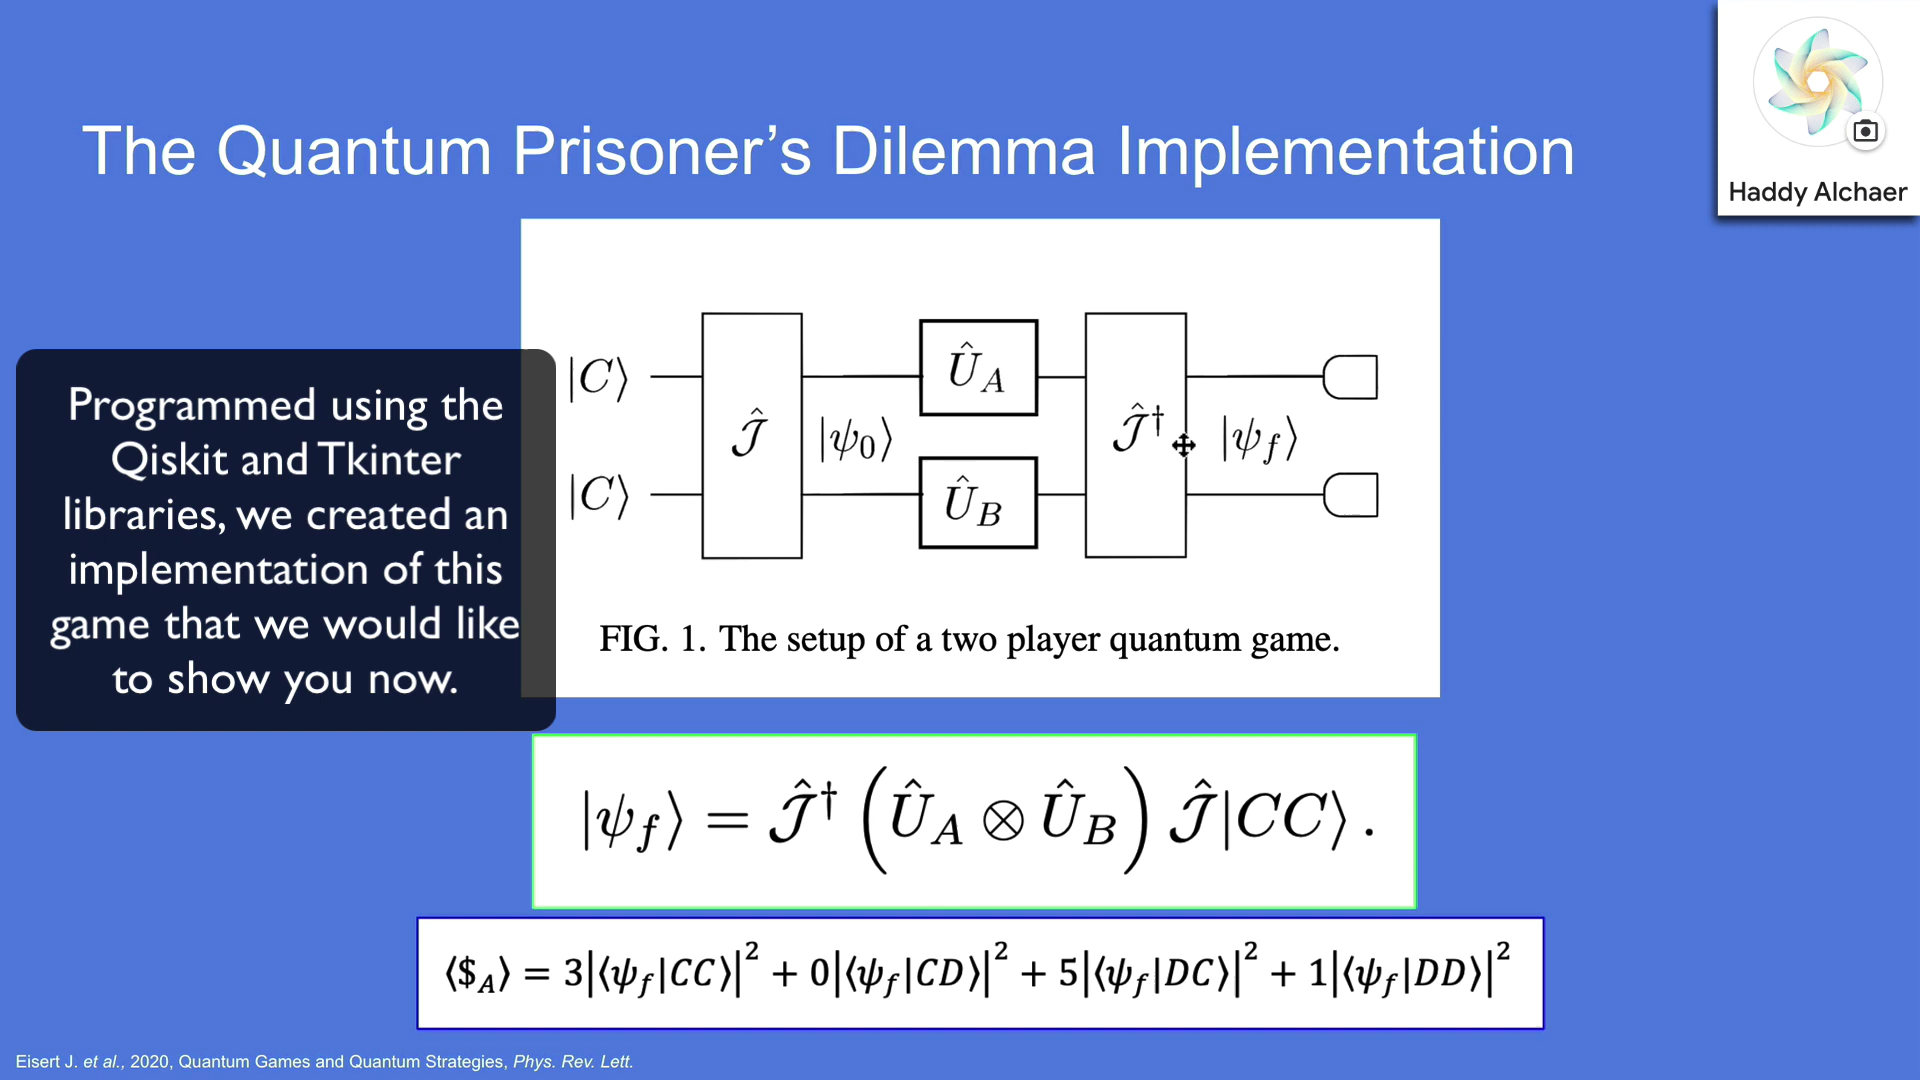 The Quantum Prisoner's Dilemma Implementation
Haddy Alchaer
Programmed using the
Qiskit and Tkinter
libraries, we created an
implementation of this
game that we would like
to show you now.
|C⟩
|C⟩
𝒥̂
|ψ₀⟩
Û_A
Û_B
𝒥̂†
|ψ_f⟩
FIG. 1. The setup of a two player quantum game.
|ψ_f⟩ = 𝒥̂† (Û_A ⊗ Û_B) 𝒥̂|CC⟩.
⟨$_A⟩ = 3|⟨ψ_f|CC⟩|² + 0|⟨ψ_f|CD⟩|² + 5|⟨ψ_f|DC⟩|² + 1|⟨ψ_f|DD⟩|²
Eisert J. et al., 2020, Quantum Games and Quantum Strategies, Phys. Rev. Lett.